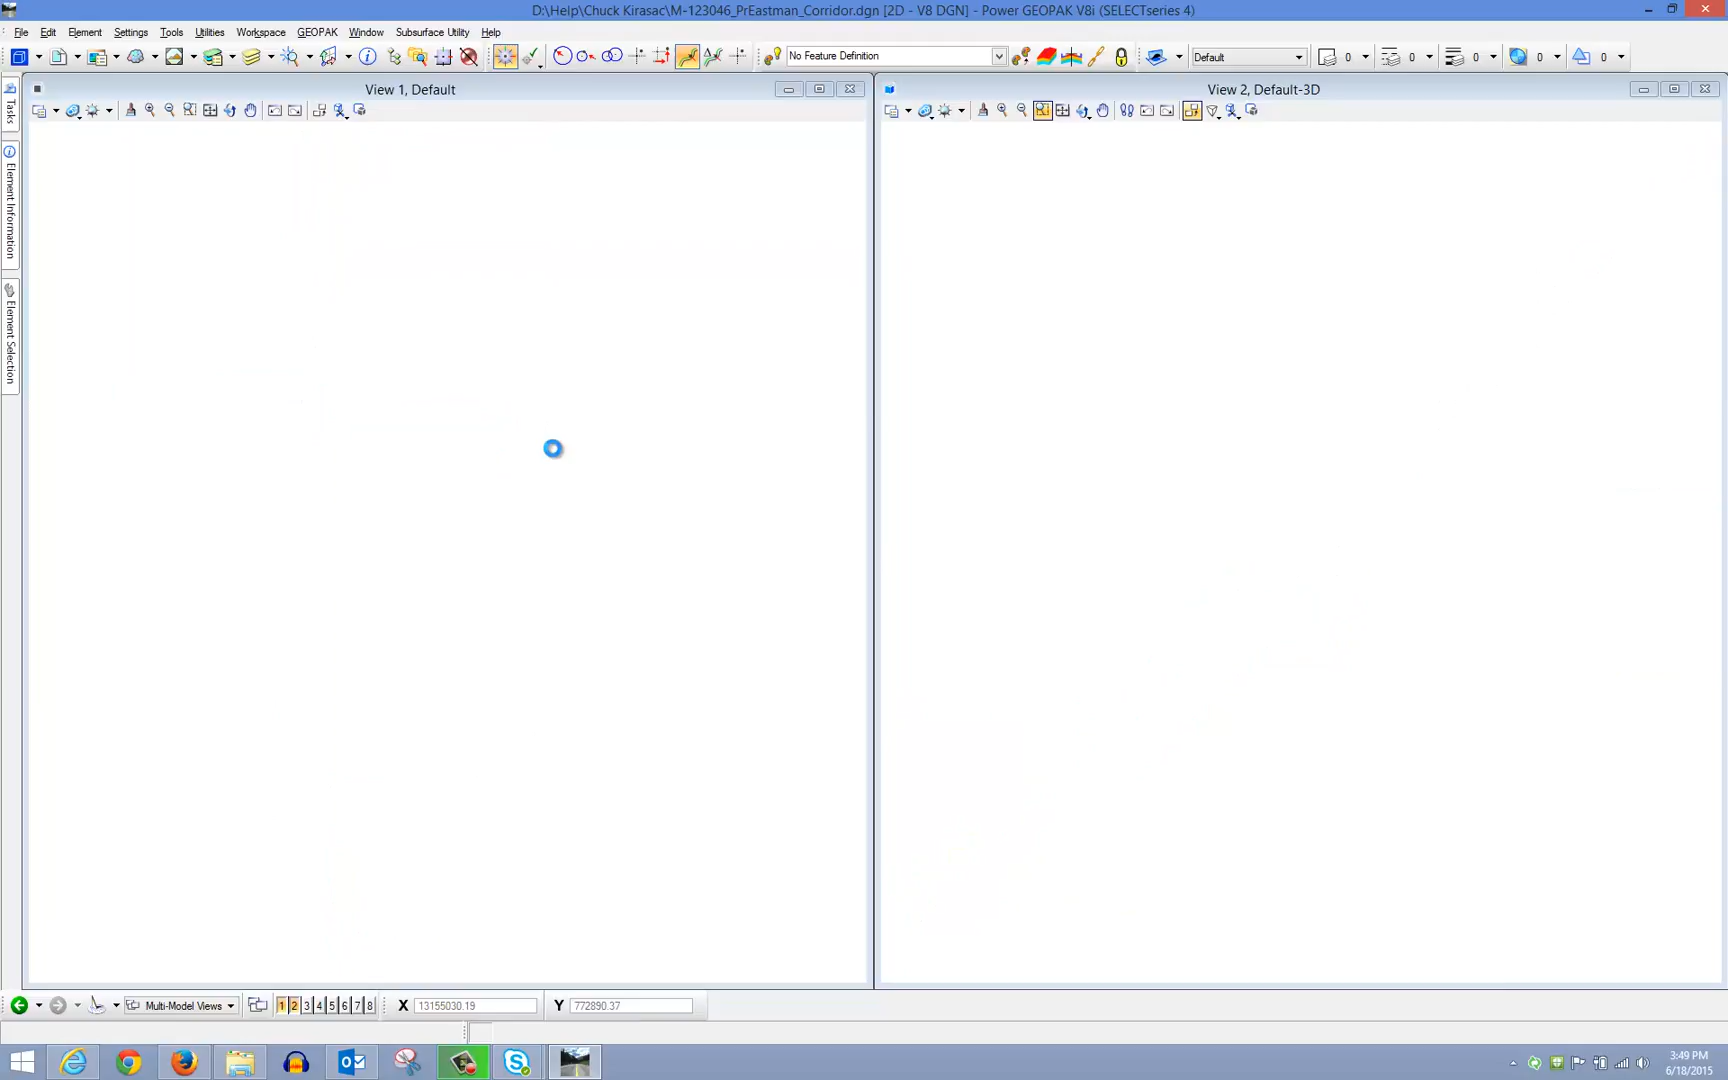 D:\Help\Chuck Kirasac\M-123046_PrEastman_Corridor.dgn [2D - V8 DGN] - Power GEOPAK V8i (SELECTseries 4)
File Edit Element Settings Tools Utilities Workspace GEOPAK Window Subsurface Utility Help
No Feature Definition Default 0 0 0 0 0
View 1, Default
View 2, Default-3D
Tasks
Element Information
Element Selection
Multi-Model Views 1 2 3 4 5 6 7 8 X 13155030.19 Y 772890.37
3:49 PM
6/18/2015